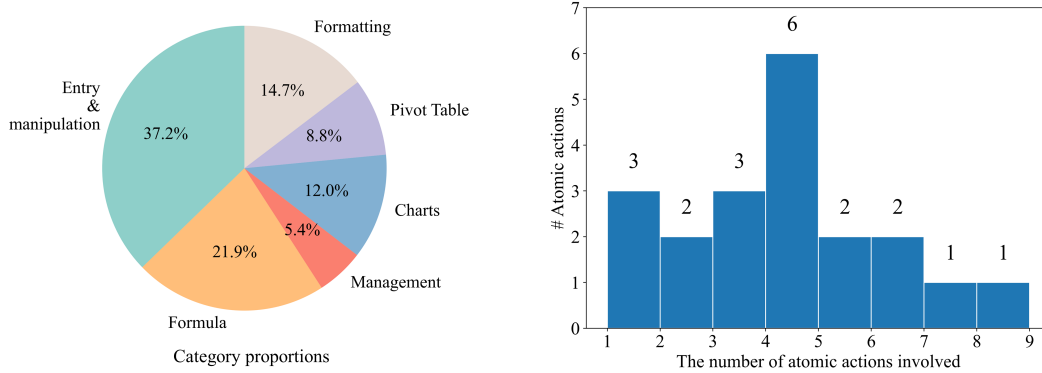 Formatting
14.7%
Pivot Table
8.8%
Entry
&
manipulation
37.2%
12.0%
Charts
5.4%
21.9%
Management
Formula
Category proportions
7
6
5
4
3
2
1
0
# Atomic actions
3
2
3
6
2
2
1
1
1 2 3 4 5 6 7 8 9
The number of atomic actions involved